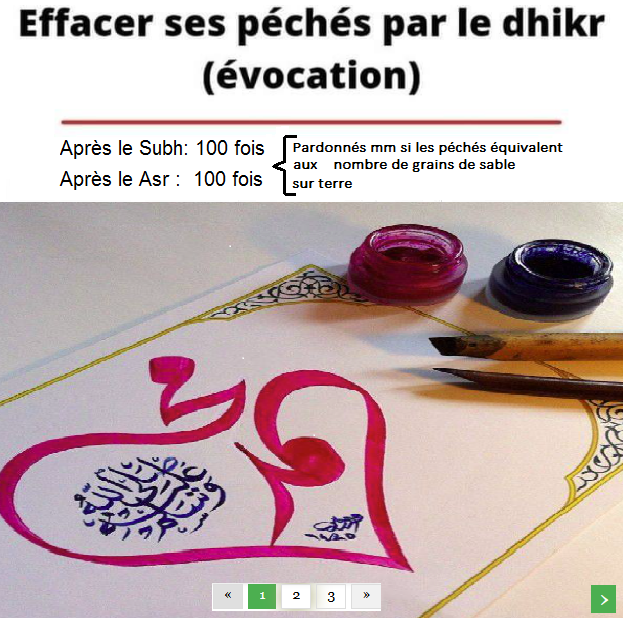 Effacer ses péchés par le dhikr
(évocation)
Après le Subh: 100 fois
Après le Asr : 100 fois
Pardonnés mm si les péchés équivalent
aux nombre de grains de sable
sur terre
« 1 2 3 »
>